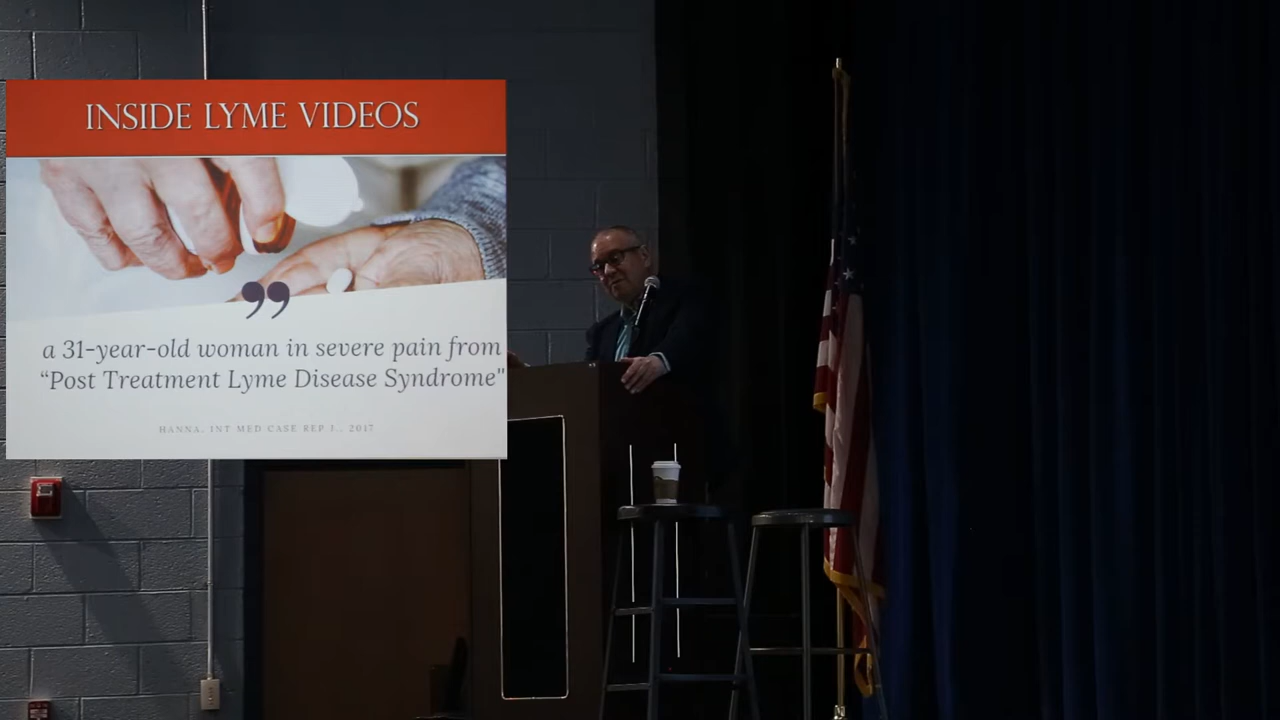 INSIDE LYME VIDEOS
”
a 31-year-old woman in severe pain from
“Post Treatment Lyme Disease Syndrome"
HANNA, INT MED CASE REP J., 2017